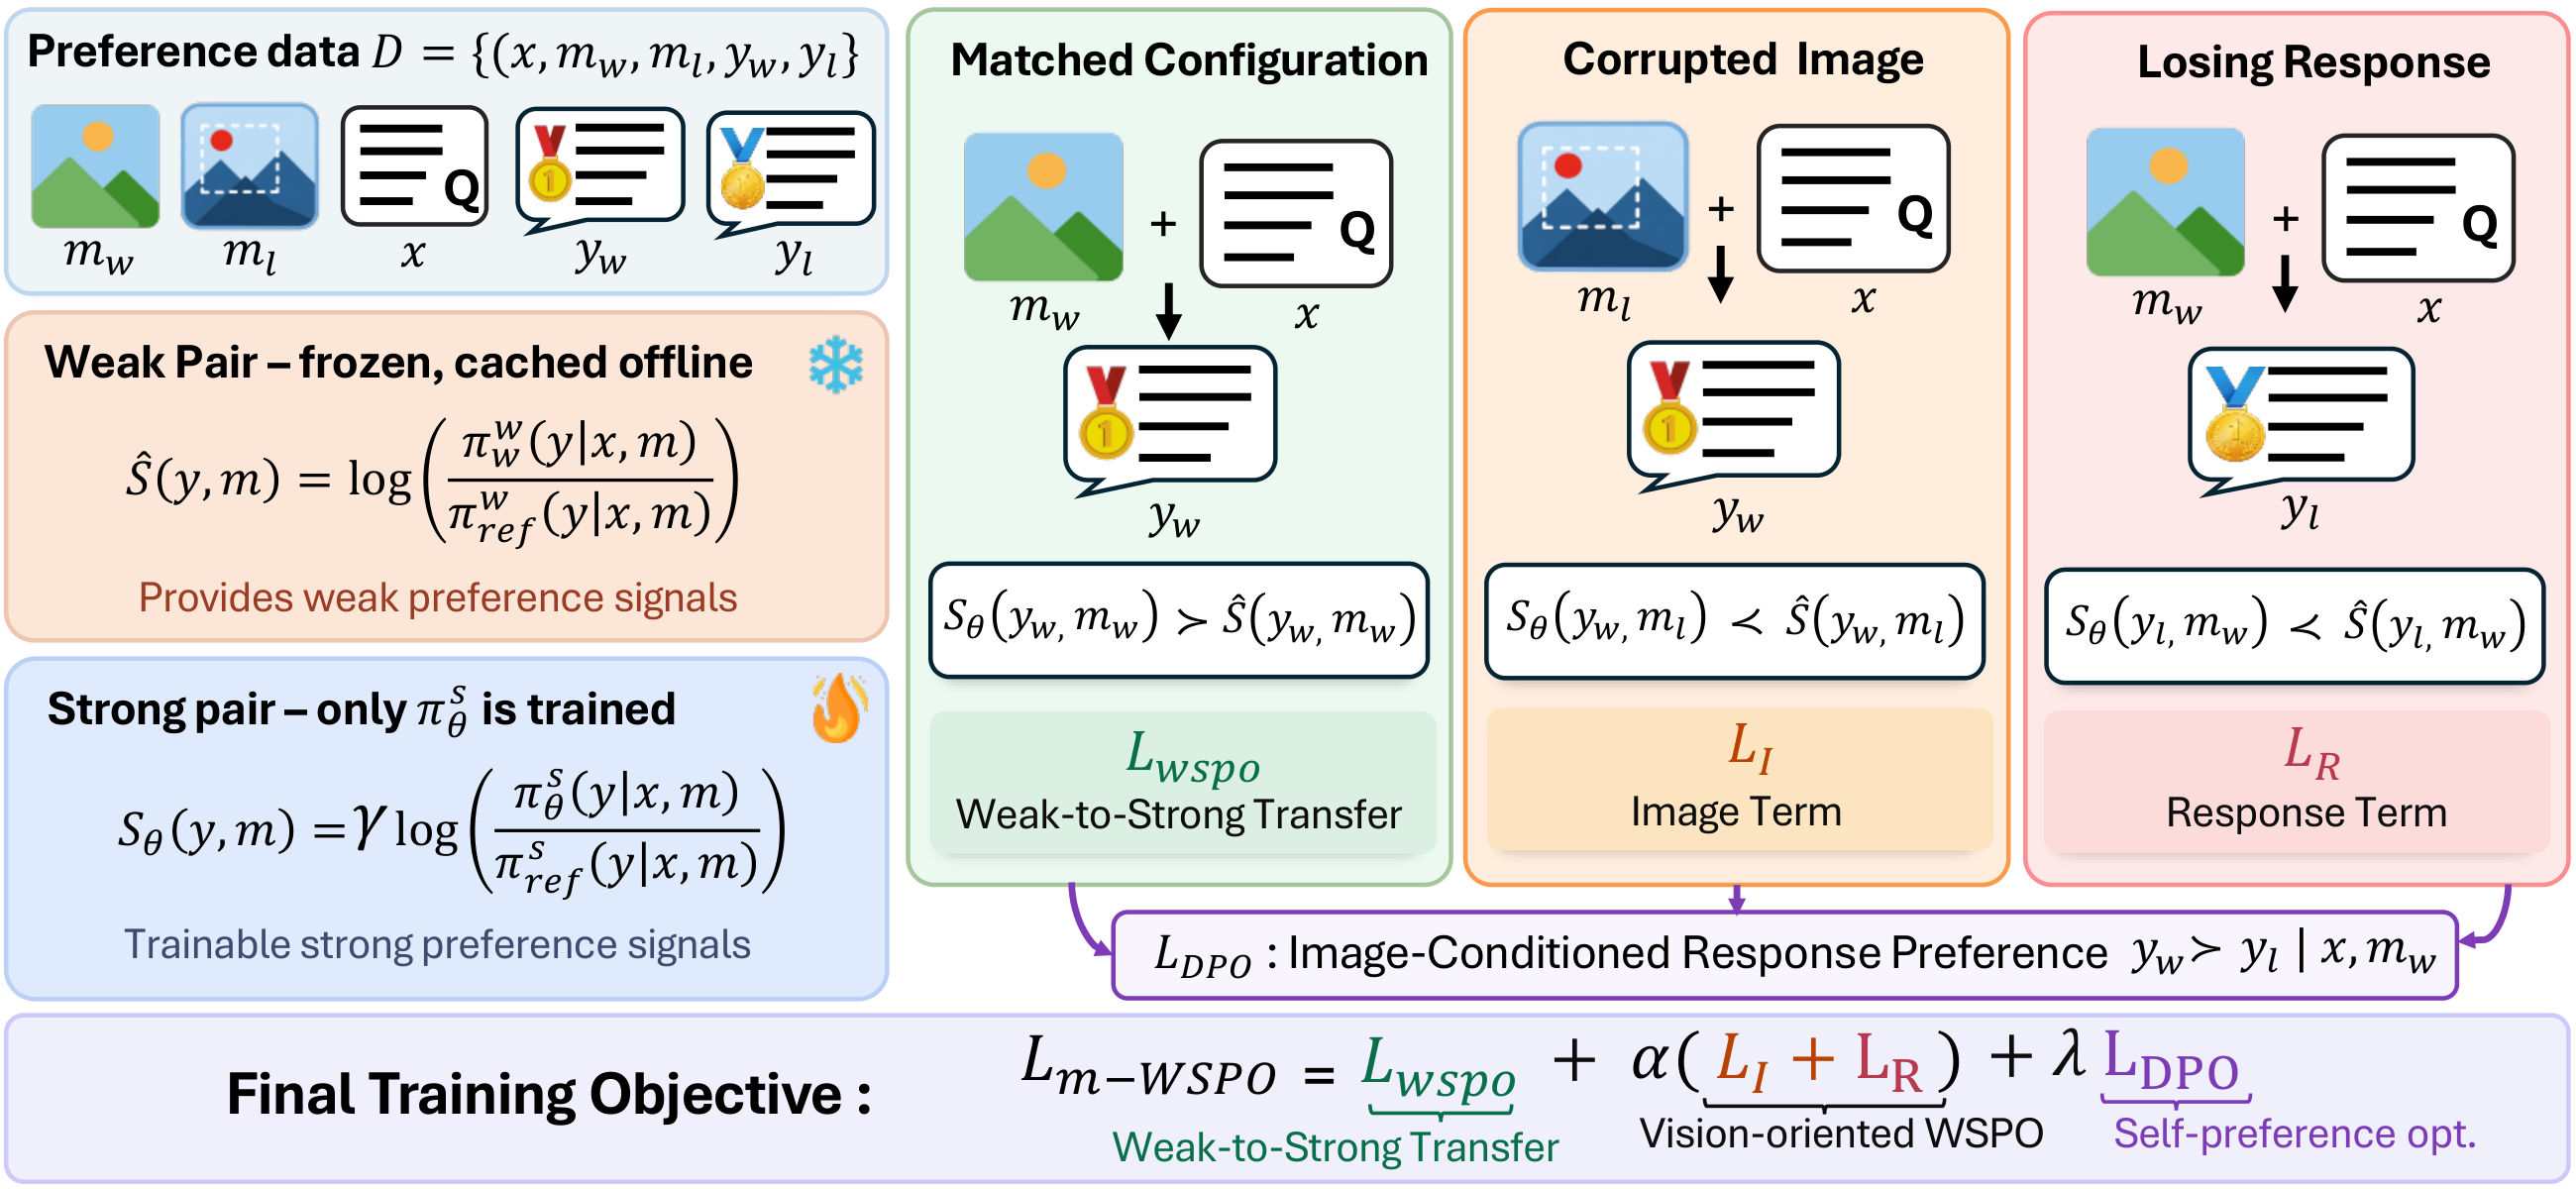 Preference data D = {(x, m_w, m_l, y_w, y_l}
Q
m_w m_l x y_w y_l
Weak Pair – frozen, cached offline
Ŝ(y, m) = log(π_w^w(y|x, m) / π_ref^w(y|x, m))
Provides weak preference signals
Strong pair – only π_θ^s is trained
S_θ(y, m) = γ log(π_θ^s(y|x, m) / π_ref^s(y|x, m))
Trainable strong preference signals
Matched Configuration
+ Q
m_w x
1
y_w
S_θ(y_w, m_w) ≻ Ŝ(y_w, m_w)
L_wspo
Weak-to-Strong Transfer
Corrupted Image
+ Q
m_l x
1
y_w
S_θ(y_w, m_l) ≺ Ŝ(y_w, m_l)
L_I
Image Term
Losing Response
+ Q
m_w x
y_l
S_θ(y_l, m_w) ≺ Ŝ(y_l, m_w)
L_R
Response Term
L_DPO : Image-Conditioned Response Preference y_w ≻ y_l | x, m_w
Final Training Objective : L_m−WSPO = L_wspo + α(L_I + L_R) + λ L_DPO
Weak-to-Strong Transfer Vision-oriented WSPO Self-preference opt.